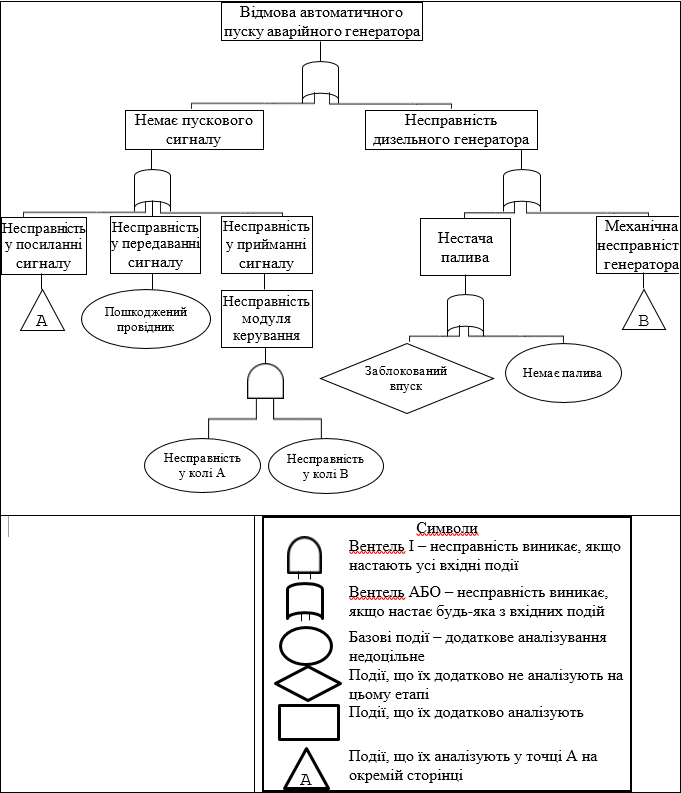 Відмова автоматичного
пуску аварійного генератора
Немає пускового
сигналу
Несправність
дизельного генератора
Несправність
у посиланні
сигналу
Несправність
у передаванні
сигналу
Несправність
у прийманні
сигналу
Нестача
палива
Механічна
несправніст
генератора
А
Пошкоджений
провідник
Несправність
модуля
керування
В
Заблокований
впуск
Немає палива
Несправність
у колі А
Несправність
у колі В
Символи
Вентель І – несправність виникає, якщо
настають усі вхідні події
Вентель АБО – несправність виникає,
якщо настає будь-яка з вхідних подій
Базові події – додаткове аналізування
недоцільне
Події, що їх додатково не аналізують на
цьому етапі
Події, що їх додатково аналізують
Події, що їх аналізують у точці А на
окремій сторінці
А